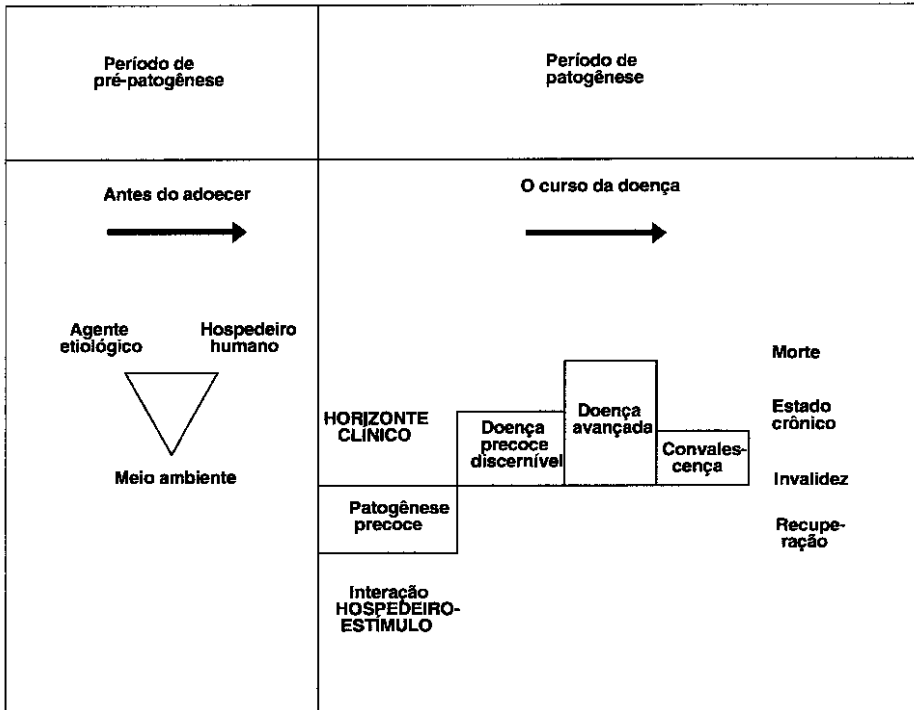 Período de
pré-patogênese
Período de
patogênese
Antes do adoecer
O curso da doença
Agente
etiológico
Hospedeiro
humano
Meio ambiente
HORIZONTE
CLÍNICO
Patogênese
precoce
Interação
HOSPEDEIRO-
ESTÍMULO
Doença
precoce
discernível
Doença
avançada
Convales-
cença
Morte
Estado
crônico
Invalidez
Recupe-
ração